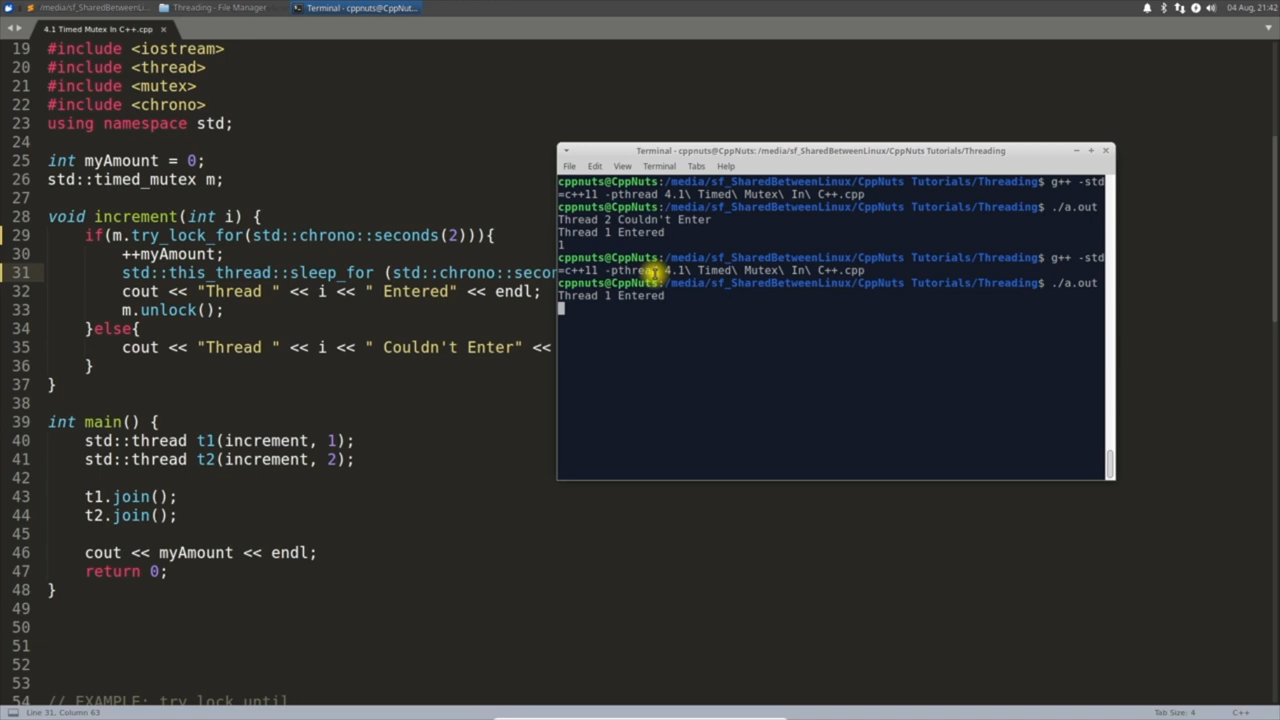 /media/sf_SharedBetweenLi...
Threading - File Manager
Terminal - cppnuts@CppNut...
04 Aug, 21:42
4.1 Timed Mutex In C++.cpp
19 #include <iostream>
20 #include <thread>
21 #include <mutex>
22 #include <chrono>
23 using namespace std;
24
25 int myAmount = 0;
26 std::timed_mutex m;
27
28 void increment(int i) {
29 if(m.try_lock_for(std::chrono::seconds(2))){
30 ++myAmount;
31 std::this_thread::sleep_for (std::chrono::secon
32 cout << "Thread " << i << " Entered" << endl;
33 m.unlock();
34 }else{
35 cout << "Thread " << i << " Couldn't Enter" <<
36 }
37 }
38
39 int main() {
40 std::thread t1(increment, 1);
41 std::thread t2(increment, 2);
42
43 t1.join();
44 t2.join();
45
46 cout << myAmount << endl;
47 return 0;
48 }
49
50
51
52
53
54 // EXAMPLE: try_lock_until
Terminal - cppnuts@CppNuts: /media/sf_SharedBetweenLinux/CppNuts Tutorials/Threading
File Edit View Terminal Tabs Help
cppnuts@CppNuts:/media/sf_SharedBetweenLinux/CppNuts Tutorials/Threading$ g++ -std
=c++11 -pthread 4.1\ Timed\ Mutex\ In\ C++.cpp
cppnuts@CppNuts:/media/sf_SharedBetweenLinux/CppNuts Tutorials/Threading$ ./a.out
Thread 2 Couldn't Enter
Thread 1 Entered
1
cppnuts@CppNuts:/media/sf_SharedBetweenLinux/CppNuts Tutorials/Threading$ g++ -std
=c++11 -pthread 4.1\ Timed\ Mutex\ In\ C++.cpp
cppnuts@CppNuts:/media/sf_SharedBetweenLinux/CppNuts Tutorials/Threading$ ./a.out
Thread 1 Entered
Line 31, Column 63
Tab Size: 4
C++